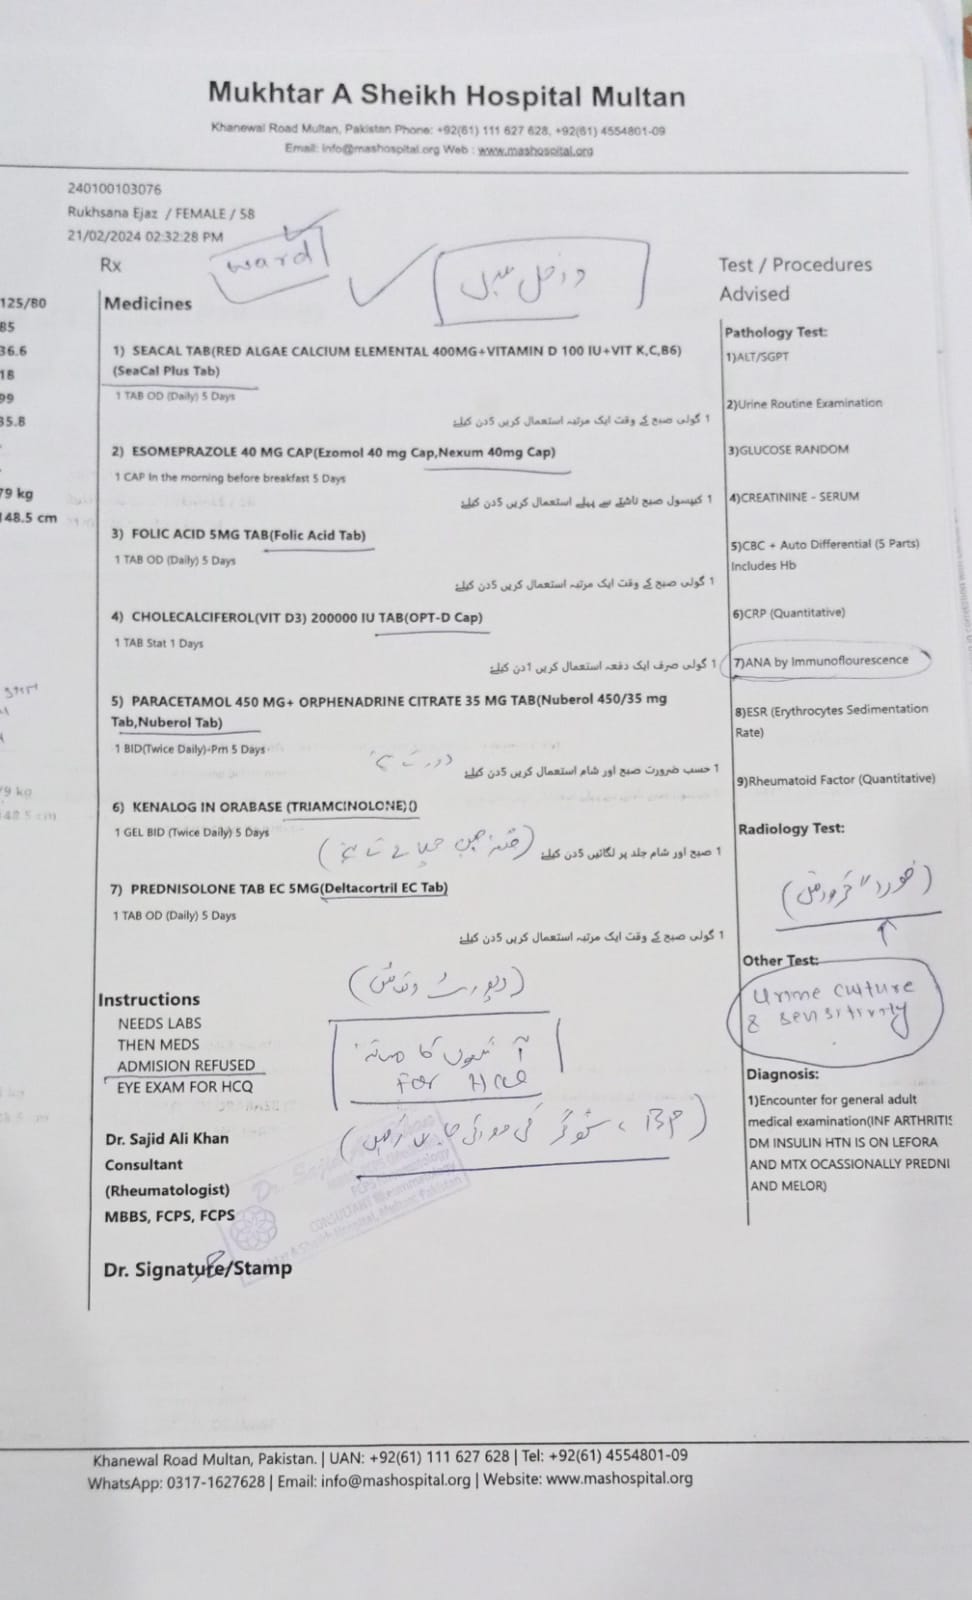 Mukhtar A Sheikh Hospital Multan
Khanewal Road Multan, Pakistan Phone: +92(61) 111 627 628, +92(61) 4554801-09
Email: info@mashospital.org Web : www.mashospital.org
240100103076
Rukhsana Ejaz / FEMALE / 58
21/02/2024 02:32:28 PM
Rx
ward
داخل
125/80
85
36.6
18
99
35.8
79 kg
148.5 cm
Medicines
1) SEACAL TAB(RED ALGAE CALCIUM ELEMENTAL 400MG+VITAMIN D 100 IU+VIT K,C,B6)
(SeaCal Plus Tab)
1 TAB OD (Daily) 5 Days
1 گولی صبح کے وقت ایک مرتبہ استعمال کریں 5دن کیلئے
2) ESOMEPRAZOLE 40 MG CAP(Ezomol 40 mg Cap,Nexum 40mg Cap)
1 CAP In the morning before breakfast 5 Days
1 کیپسول صبح ناشتے سے پہلے استعمال کریں 5دن کیلئے
3) FOLIC ACID 5MG TAB(Folic Acid Tab)
1 TAB OD (Daily) 5 Days
1 گولی صبح کے وقت ایک مرتبہ استعمال کریں 5دن کیلئے
4) CHOLECALCIFEROL(VIT D3) 200000 IU TAB(OPT-D Cap)
1 TAB Stat 1 Days
1 گولی صرف ایک دفعہ استعمال کریں 1دن کیلئے
5) PARACETAMOL 450 MG+ ORPHENADRINE CITRATE 35 MG TAB(Nuberol 450/35 mg
Tab,Nuberol Tab)
1 BID(Twice Daily)-Prn 5 Days
1 حسب ضرورت صبح اور شام استعمال کریں 5دن کیلئے
6) KENALOG IN ORABASE (TRIAMCINOLONE)()
1 GEL BID (Twice Daily) 5 Days
1 صبح اور شام جلد پر لگائیں 5دن کیلئے
7) PREDNISOLONE TAB EC 5MG(Deltacortril EC Tab)
1 TAB OD (Daily) 5 Days
1 گولی صبح کے وقت ایک مرتبہ استعمال کریں 5دن کیلئے
Instructions
NEEDS LABS
THEN MEDS
ADMISION REFUSED
EYE EXAM FOR HCQ
آنکھوں کا معائنہ
FOR HCQ
BP، شوگر کی دوائی جاری رکھیں
Dr. Sajid Ali Khan
Consultant
(Rheumatologist)
MBBS, FCPS, FCPS
Dr. Signature/Stamp
Test / Procedures
Advised
Pathology Test:
1)ALT/SGPT
2)Urine Routine Examination
3)GLUCOSE RANDOM
4)CREATININE - SERUM
5)CBC + Auto Differential (5 Parts)
Includes Hb
6)CRP (Quantitative)
7)ANA by Immunoflourescence
8)ESR (Erythrocytes Sedimentation
Rate)
9)Rheumatoid Factor (Quantitative)
Radiology Test:
Other Test:
Urine culture
& sensitivity
Diagnosis:
1)Encounter for general adult
medical examination(INF ARTHRITIS
DM INSULIN HTN IS ON LEFORA
AND MTX OCASSIONALLY PREDNI
AND MELOR)
Khanewal Road Multan, Pakistan. | UAN: +92(61) 111 627 628 | Tel: +92(61) 4554801-09
WhatsApp: 0317-1627628 | Email: info@mashospital.org | Website: www.mashospital.org